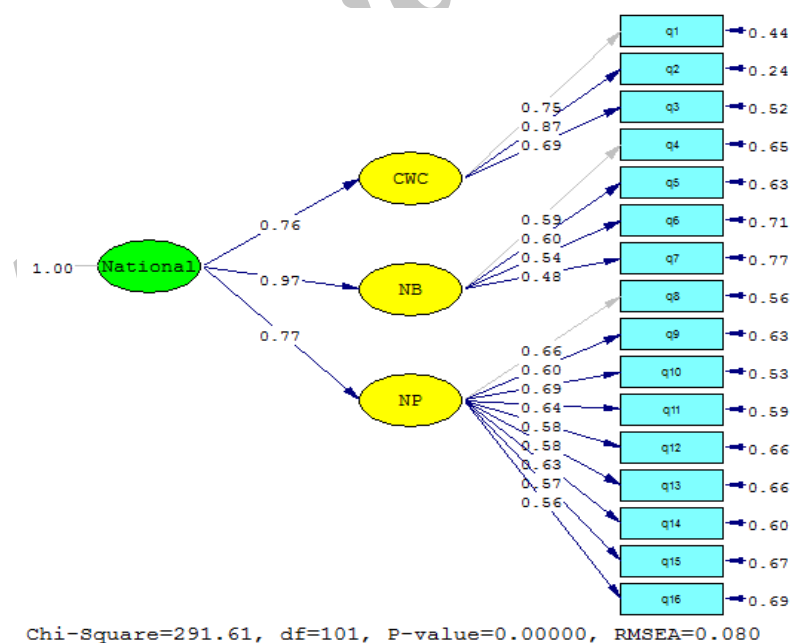 q1 0.44
q2 0.24
0.75
0.87 q3 0.52
0.69
q4 0.65
CWC
q5 0.63
0.59
0.76 0.60 q6 0.71
0.54
1.00 National 0.97 NB 0.48 q7 0.77
q8 0.56
0.77 q9 0.63
0.66
0.60 q10 0.53
0.69
NP 0.64 q11 0.59
0.58
0.58 q12 0.66
0.63
0.57 q13 0.66
0.56
q14 0.60
q15 0.67
q16 0.69
Chi-Square=291.61, df=101, P-value=0.00000, RMSEA=0.080